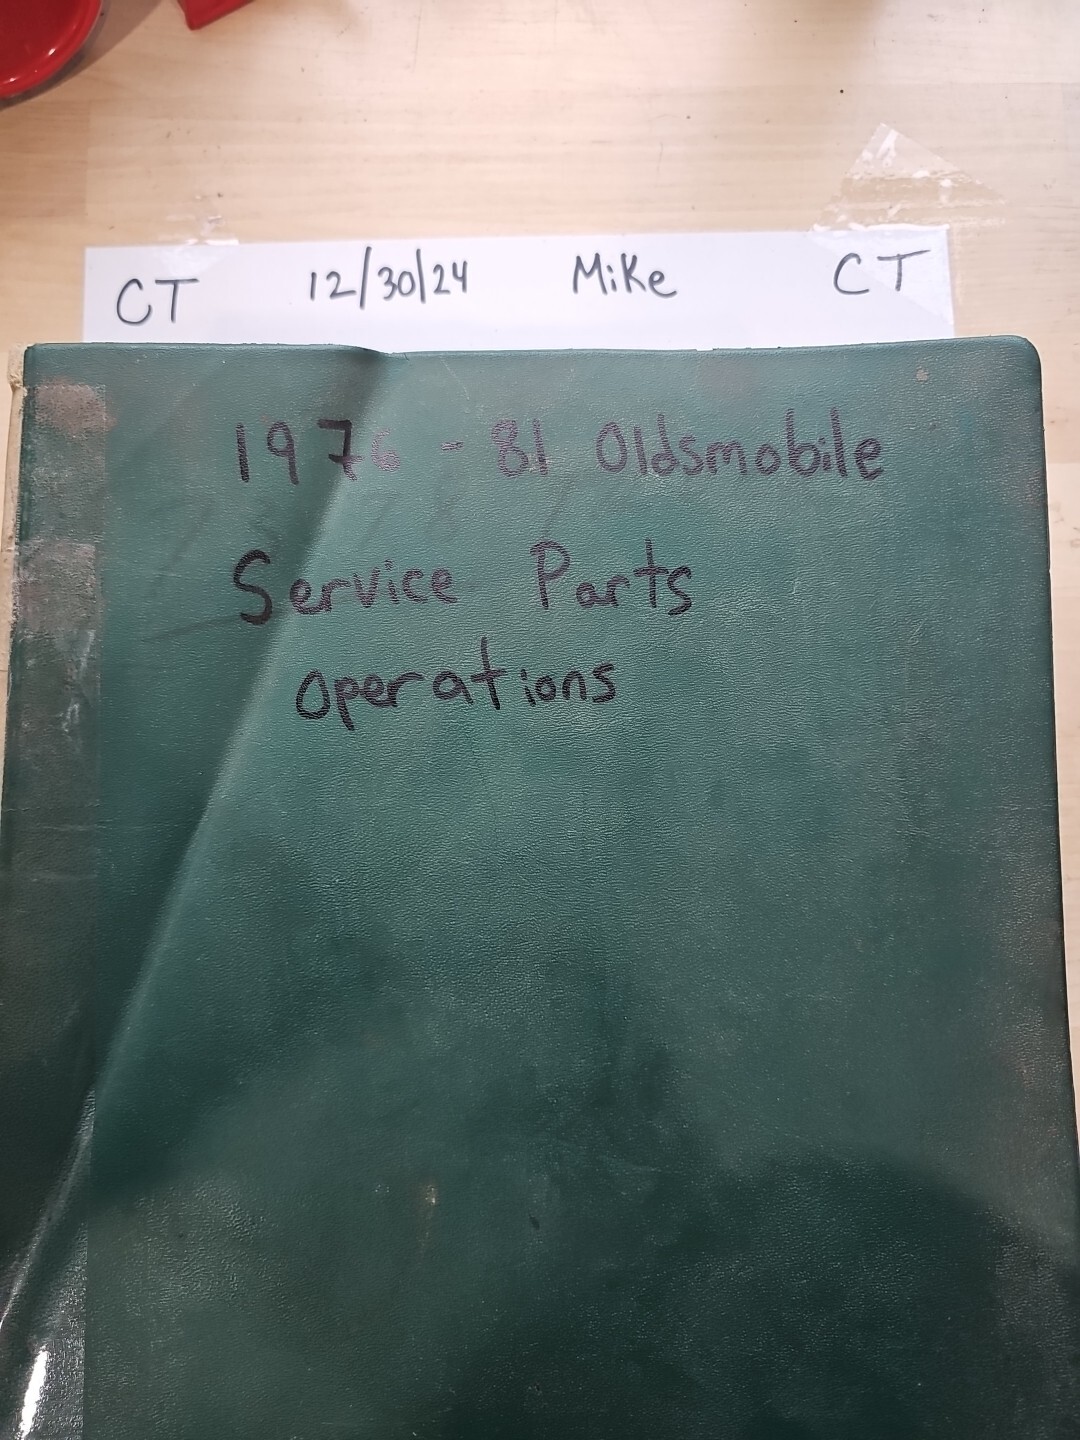 CT 12/30/24 Mike CT
1976 - 81 Oldsmobile
Service Parts
Operations